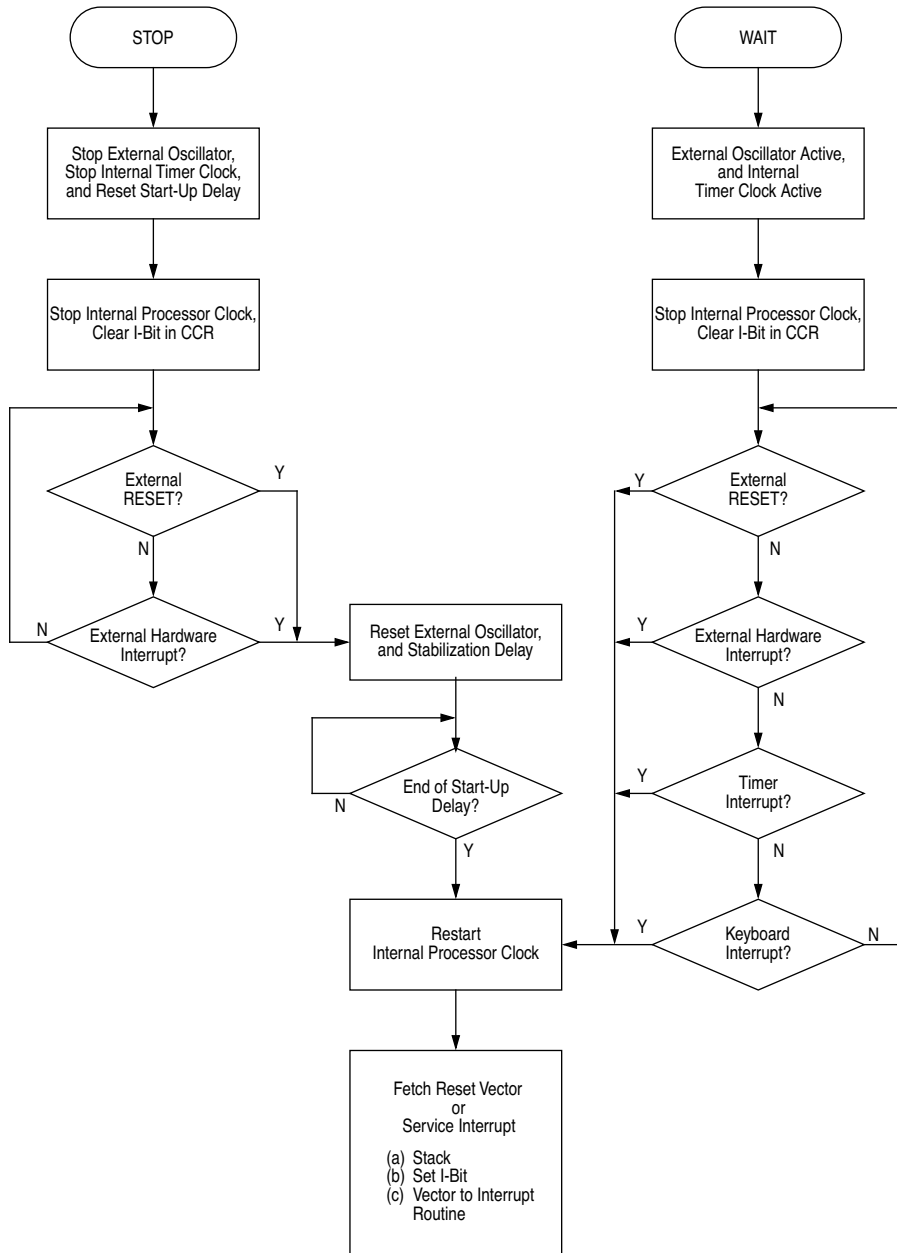 STOP
WAIT
Stop External Oscillator,
Stop Internal Timer Clock,
and Reset Start-Up Delay
External Oscillator Active,
and Internal
Timer Clock Active
Stop Internal Processor Clock,
Clear I-Bit in CCR
Stop Internal Processor Clock,
Clear I-Bit in CCR
External
RESET?
Y
N
Y
External
RESET?
N
N
External Hardware
Interrupt?
Y
Reset External Oscillator,
and Stabilization Delay
Y
External Hardware
Interrupt?
N
End of Start-Up
Delay?
N
Y
Y
Timer
Interrupt?
N
Restart
Internal Processor Clock
Y
Keyboard
Interrupt?
N
Fetch Reset Vector
or
Service Interrupt
(a) Stack
(b) Set I-Bit
(c) Vector to Interrupt
Routine